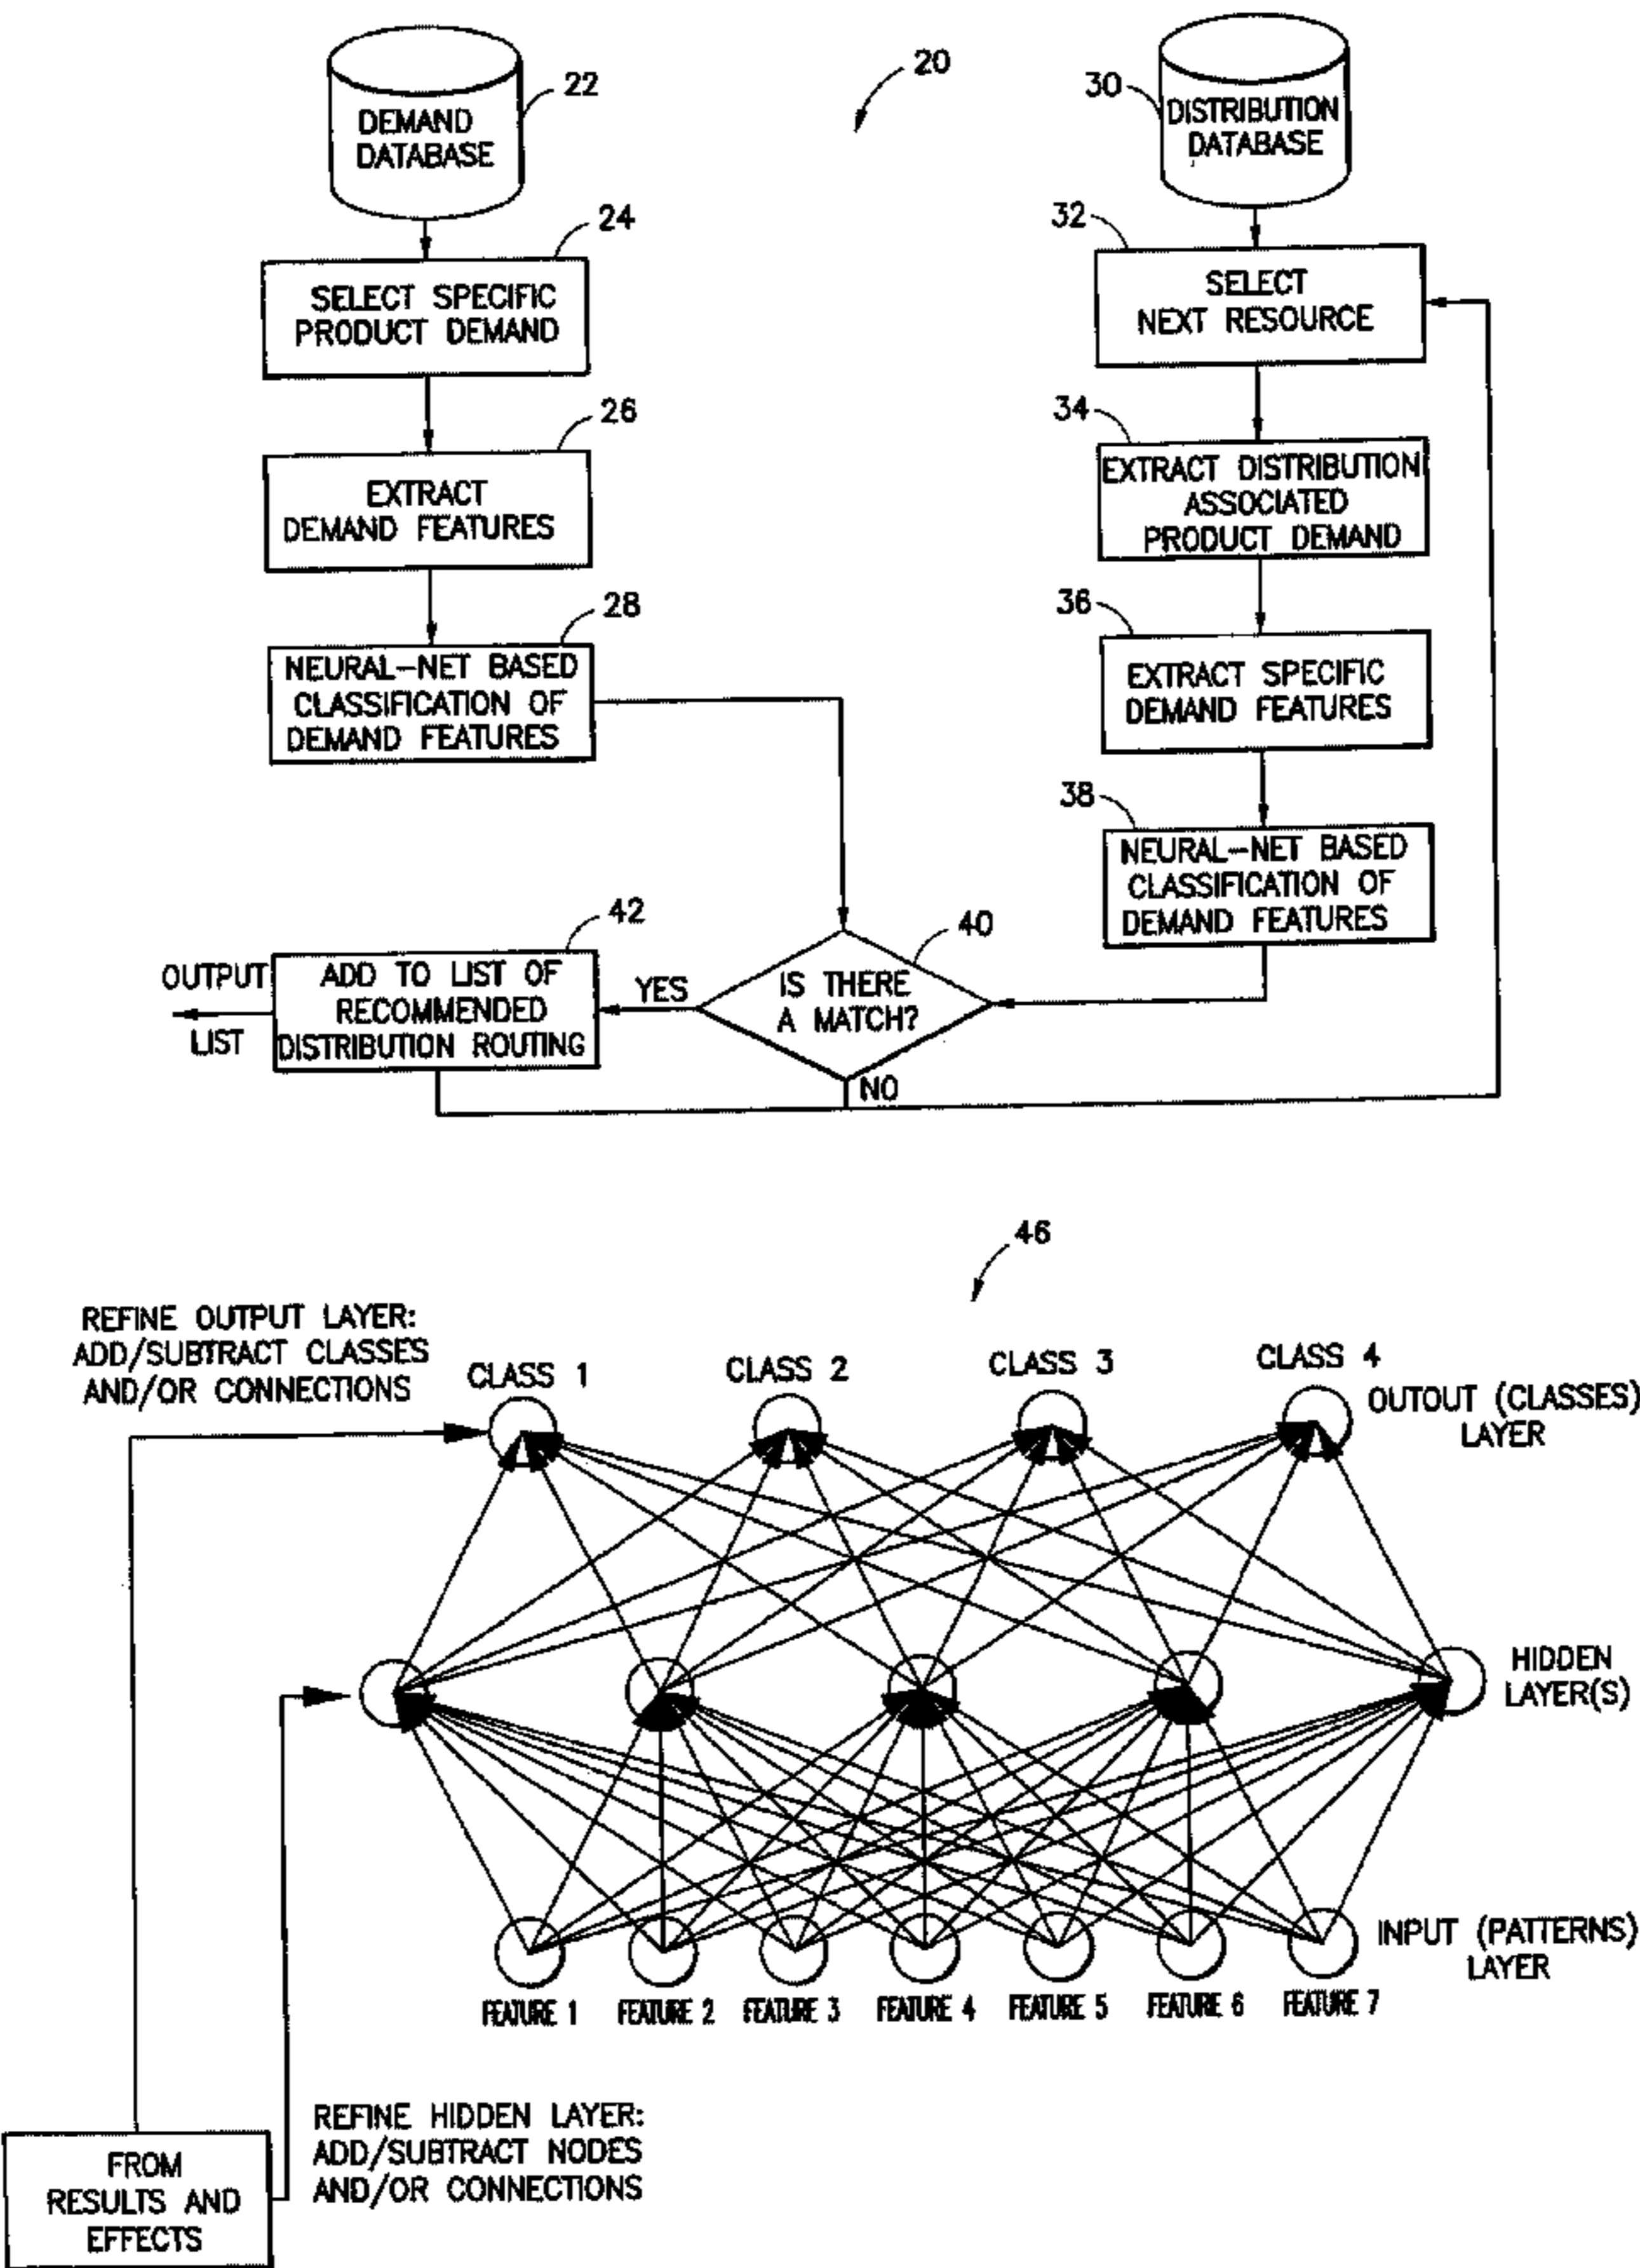 20
DEMAND
DATABASE
22
SELECT SPECIFIC
PRODUCT DEMAND
24
EXTRACT
DEMAND FEATURES
26
NEURAL-NET BASED
CLASSIFICATION OF
DEMAND FEATURES
28
DISTRIBUTION
DATABASE
30
SELECT
NEXT RESOURCE
32
EXTRACT DISTRIBUTION
ASSOCIATED
PRODUCT DEMAND
34
EXTRACT SPECIFIC
DEMAND FEATURES
36
NEURAL-NET BASED
CLASSIFICATION OF
DEMAND FEATURES
38
IS THERE
A MATCH?
40
YES
NO
ADD TO LIST OF
RECOMMENDED
DISTRIBUTION ROUTING
42
OUTPUT
LIST
46
REFINE OUTPUT LAYER:
ADD/SUBTRACT CLASSES
AND/OR CONNECTIONS
CLASS 1
CLASS 2
CLASS 3
CLASS 4
OUTOUT (CLASSES)
LAYER
HIDDEN
LAYER(S)
INPUT (PATTERNS)
LAYER
FEATURE 1
FEATURE 2
FEATURE 3
FEATURE 4
FEATURE 5
FEATURE 6
FEATURE 7
REFINE HIDDEN LAYER:
ADD/SUBTRACT NODES
AND/OR CONNECTIONS
FROM
RESULTS AND
EFFECTS